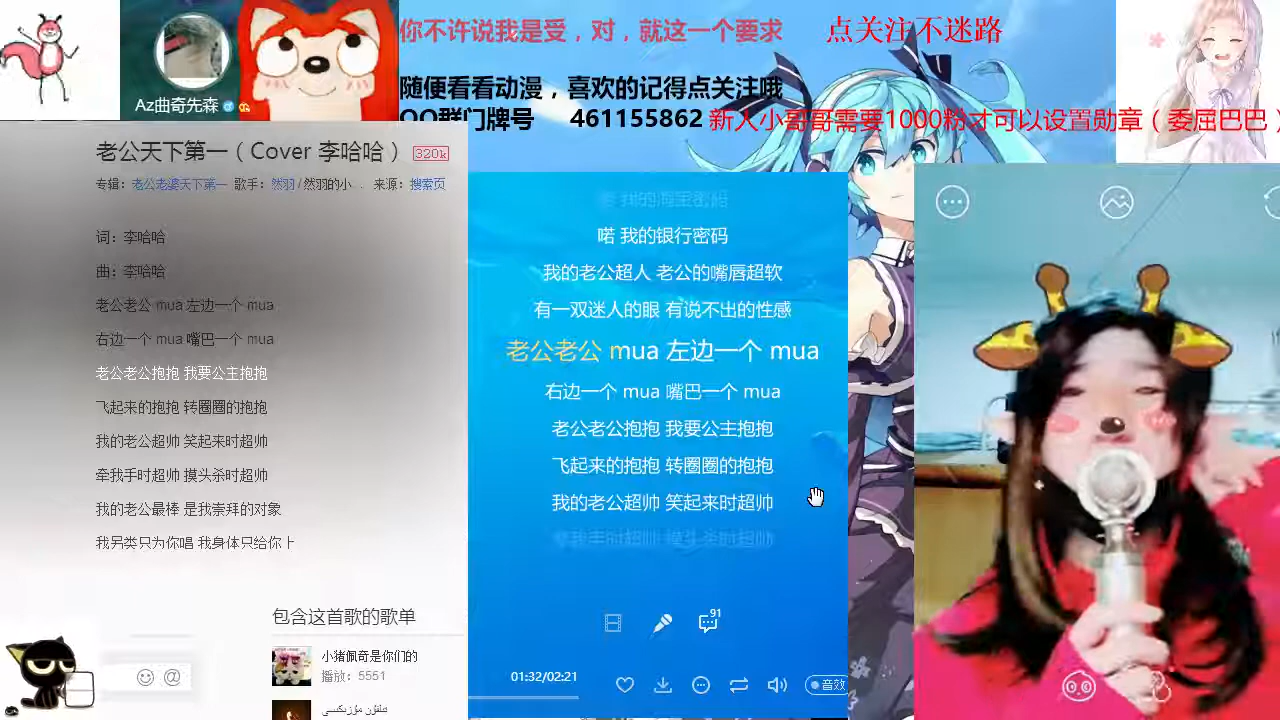 你不许说我是受，对，就这一个要求
点关注不迷路
随便看看动漫，喜欢的记得点关注哦
Az曲奇先森
QQ群门牌号 461155862
新人小哥哥需要1000粉才可以设置勋章（委屈巴巴）
老公天下第一（Cover 李哈哈） 320k
专辑：老公老婆天下第一 歌手：然羽/然羽的小 . 来源：搜索页
词：李哈哈
曲：李哈哈
老公老公 mua 左边一个 mua
右边一个 mua 嘴巴一个 mua
老公老公抱抱 我要公主抱抱
飞起来的抱抱 转圈圈的抱抱
我的老公超帅 笑起来时超帅
牵我手时超帅 摸头杀时超帅
我的老公最棒 是我崇拜的对象
包含这首歌的歌单
小猪佩奇是你们的
播放：5551
喏 我的银行密码
我的老公超人 老公的嘴唇超软
有一双迷人的眼 有说不出的性感
老公老公 mua 左边一个 mua
右边一个 mua 嘴巴一个 mua
老公老公抱抱 我要公主抱抱
飞起来的抱抱 转圈圈的抱抱
我的老公超帅 笑起来时超帅
牵我手时超帅 摸头杀时超帅
91
01:32/02:21
音效